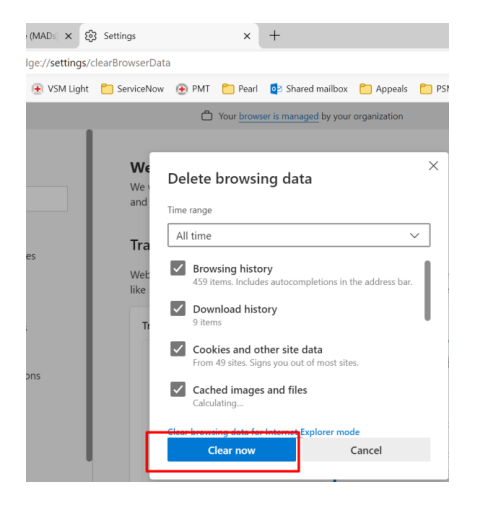 (MADs × Settings × +
dge://settings/clearBrowserData
VSM Light ServiceNow PMT Pearl Shared mailbox Appeals
Your browser is managed by your organization
We
We
and
Tra
Web
like
es
Delete browsing data
Time range
All time
Browsing history
459 items. Includes autocompletions in the address bar.
Download history
9 items
Cookies and other site data
From 49 sites. Signs you out of most sites.
Cached images and files
Calculating...
Clear browsing data for Internet Explorer mode
Clear now Cancel